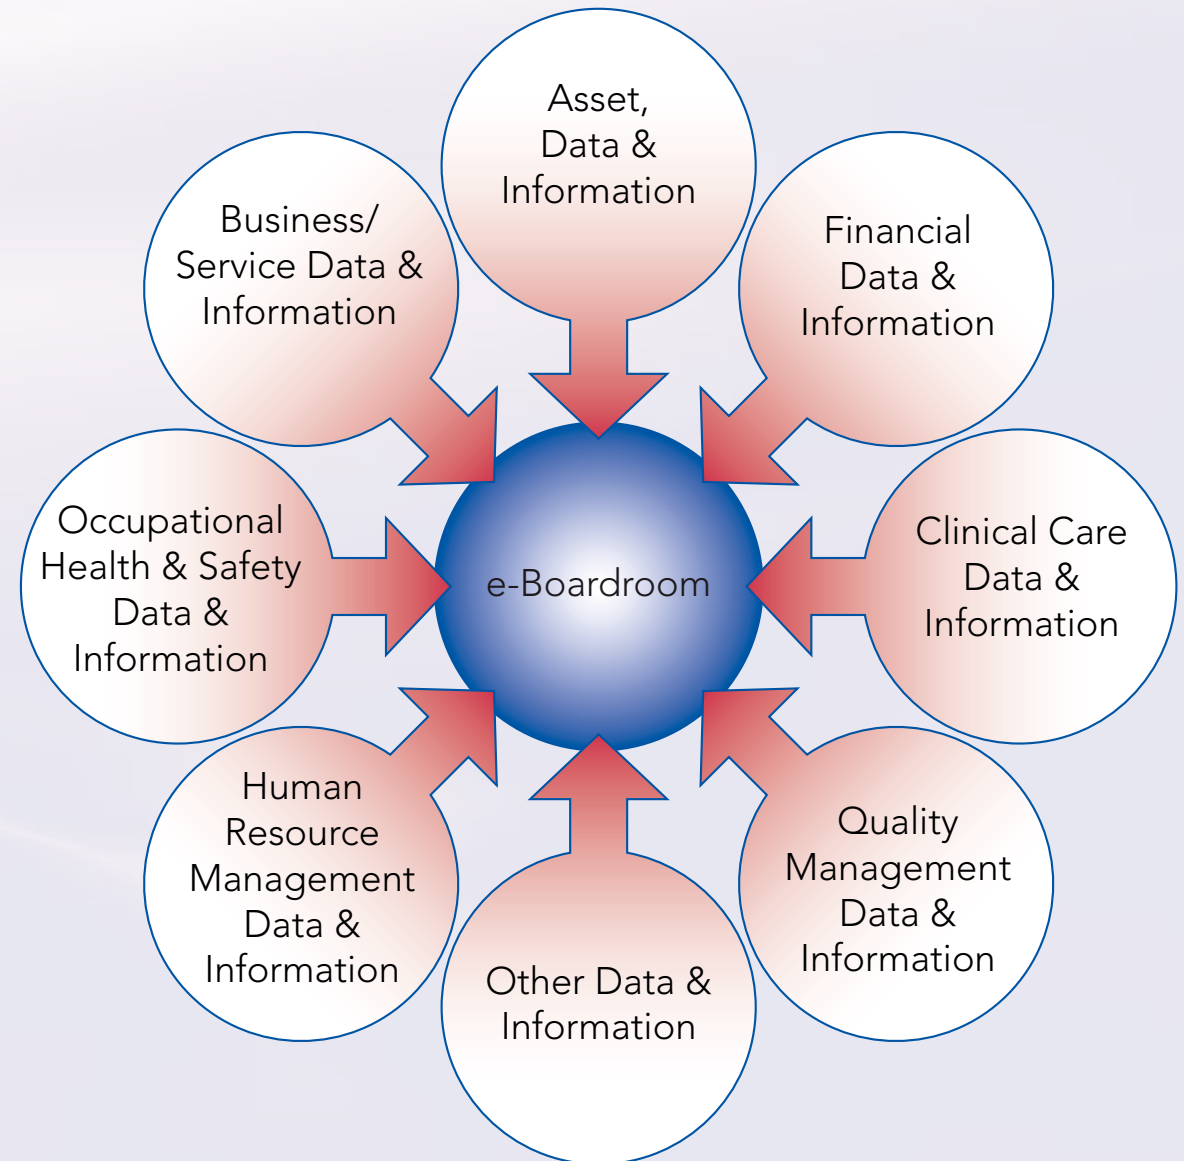 Asset,
Data &
Information
Financial
Data &
Information
Clinical Care
Data &
Information
Quality
Management
Data &
Information
Other Data &
Information
Human
Resource
Management
Data &
Information
Occupational
Health & Safety
Data &
Information
Business/
Service Data &
Information
e-Boardroom